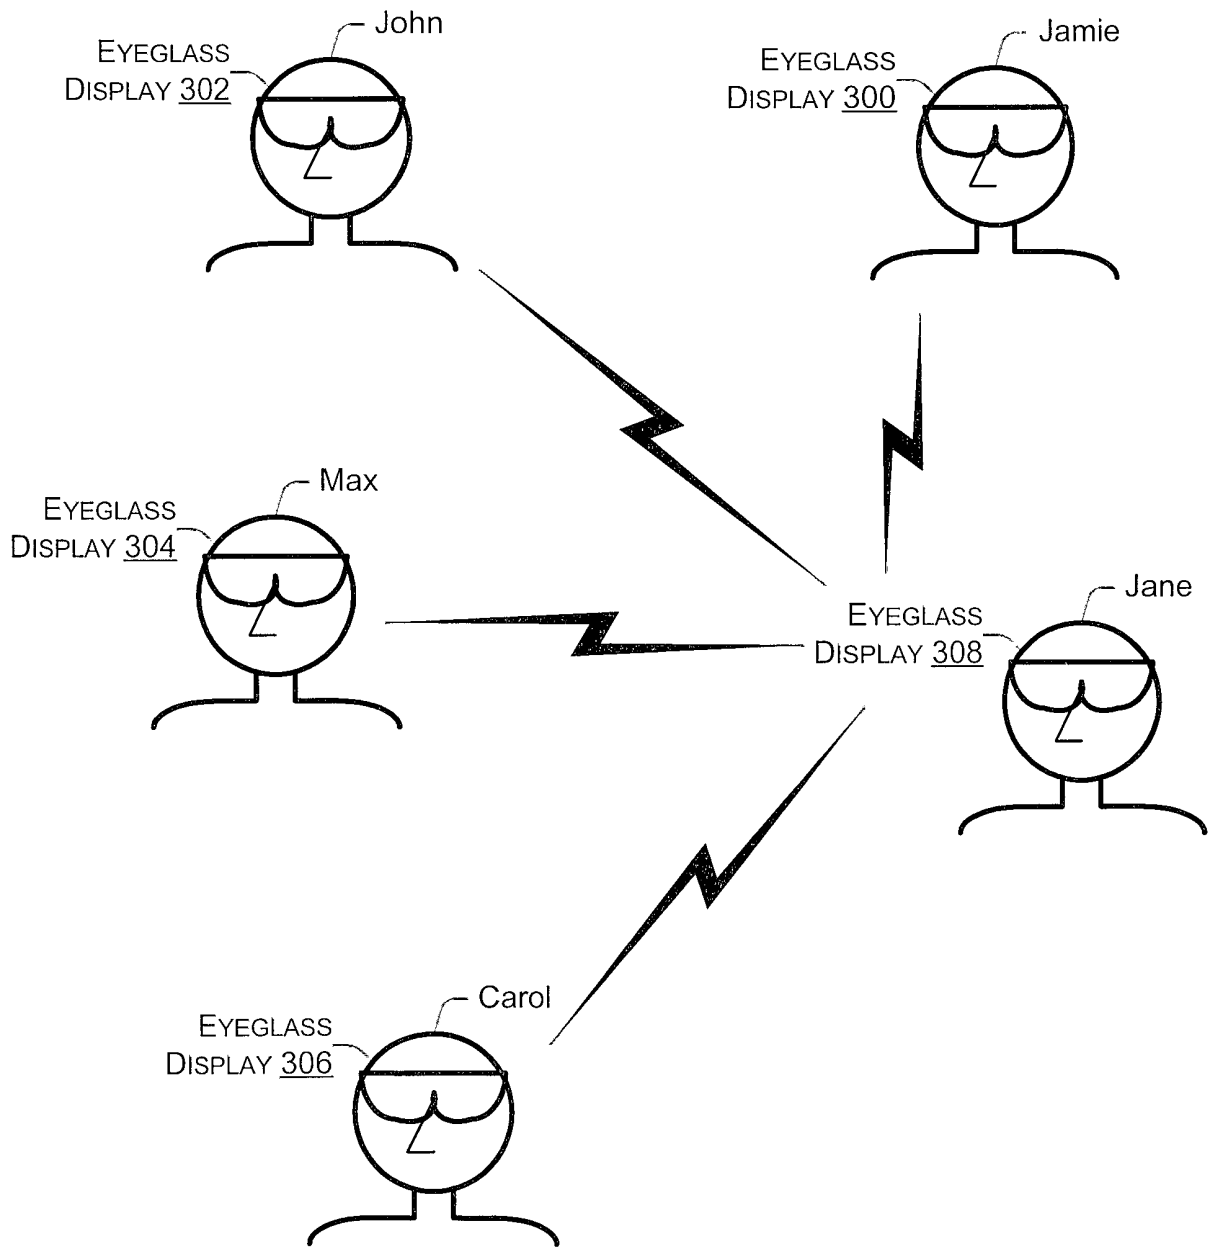 John
EYEGLASS
DISPLAY 302
Jamie
EYEGLASS
DISPLAY 300
Max
EYEGLASS
DISPLAY 304
Jane
EYEGLASS
DISPLAY 308
Carol
EYEGLASS
DISPLAY 306